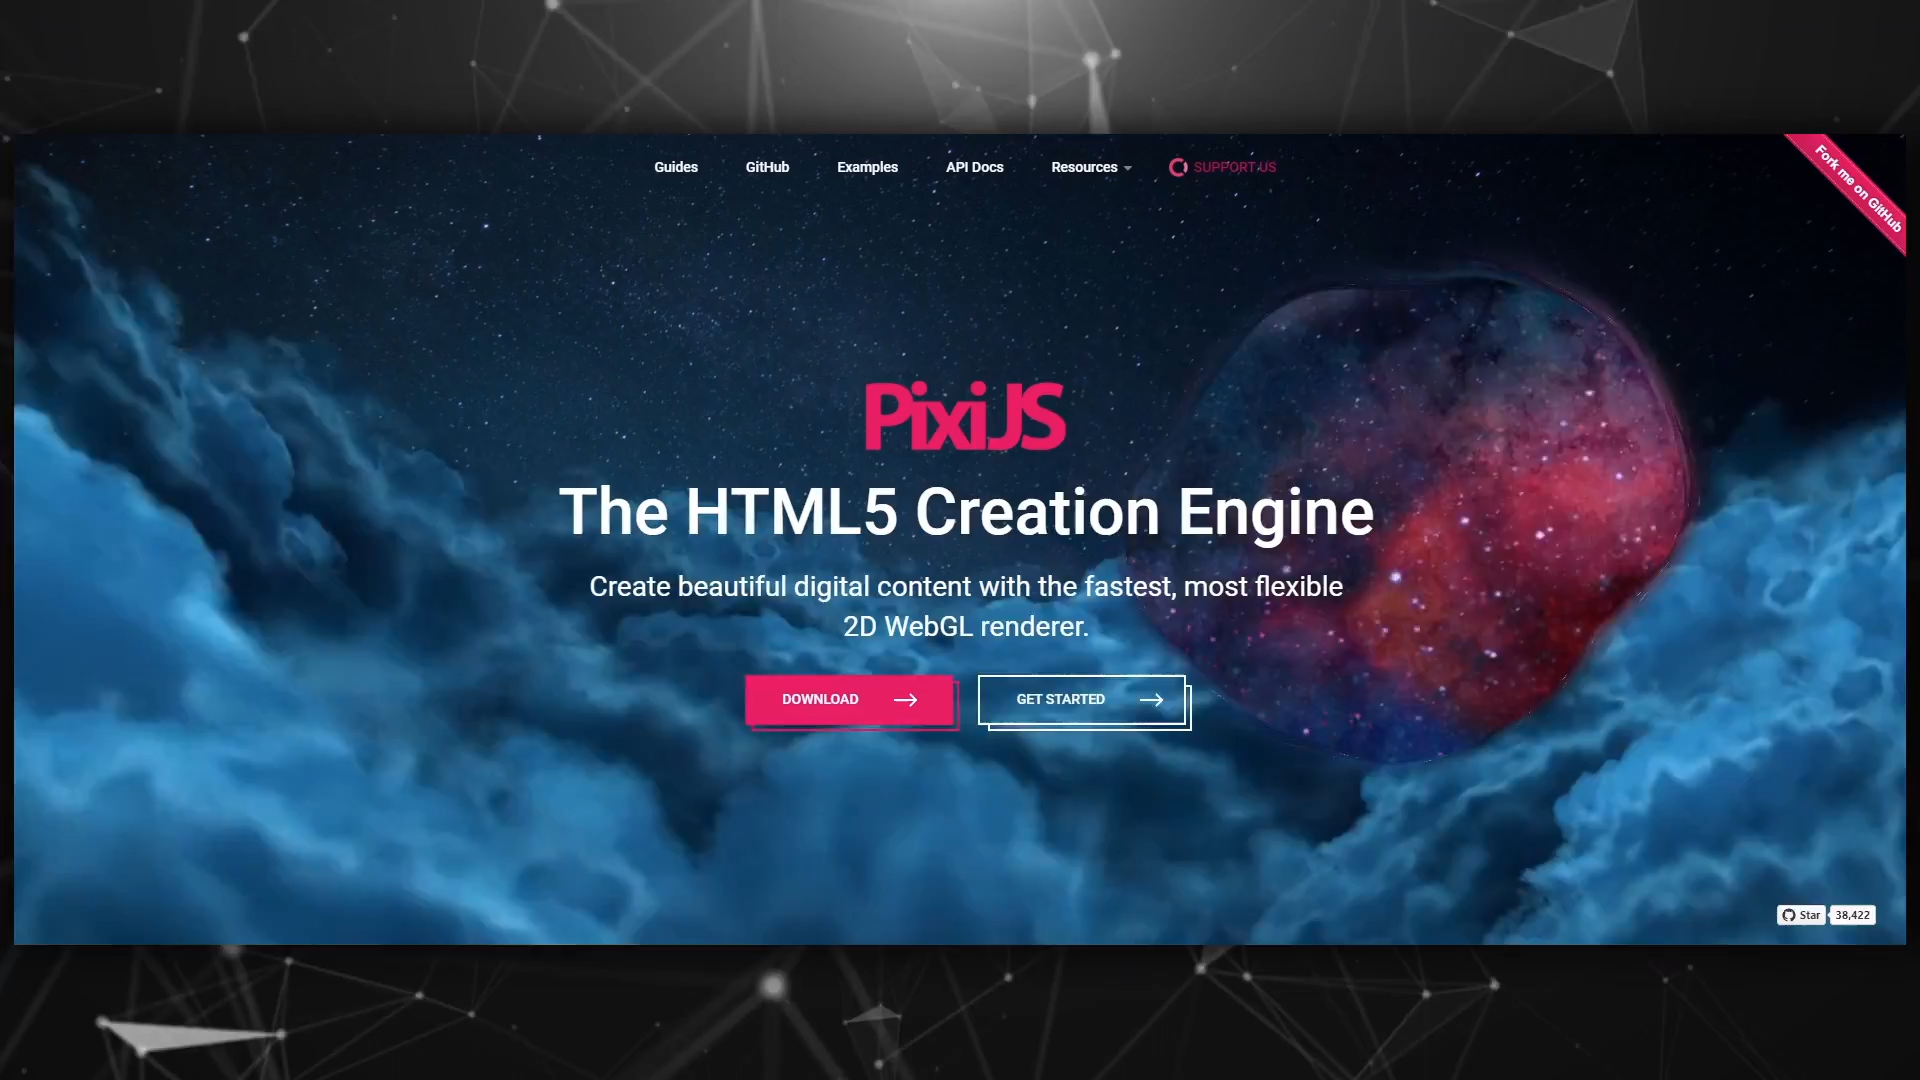 Guides
GitHub
Examples
API Docs
Resources
SUPPORT US
Fork me on GitHub
PixiJS
The HTML5 Creation Engine
Create beautiful digital content with the fastest, most flexible
2D WebGL renderer.
DOWNLOAD
GET STARTED
Star
38,422